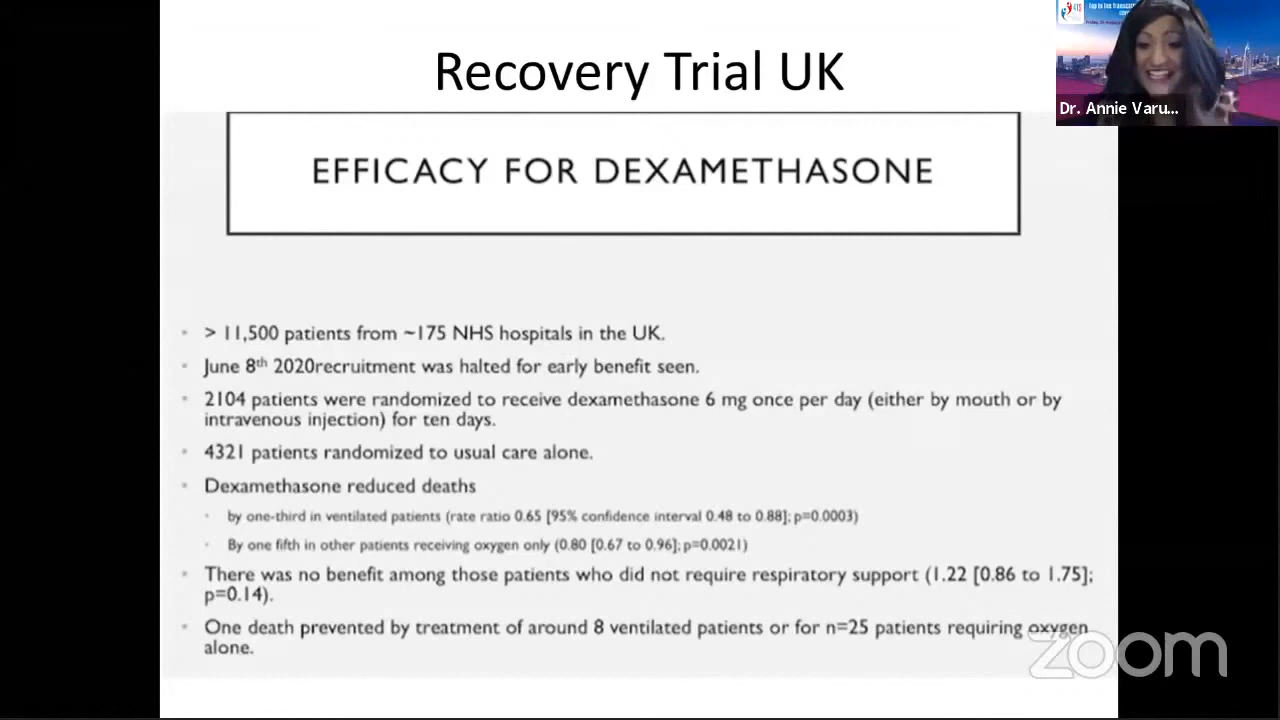 Recovery Trial UK
Dr. Annie Varu...
EFFICACY FOR DEXAMETHASONE
> 11,500 patients from ~175 NHS hospitals in the UK.
June 8th 2020recruitment was halted for early benefit seen.
2104 patients were randomized to receive dexamethasone 6 mg once per day (either by mouth or by
intravenous injection) for ten days.
4321 patients randomized to usual care alone.
Dexamethasone reduced deaths
by one-third in ventilated patients (rate ratio 0.65 [95% confidence interval 0.48 to 0.88]; p=0.0003)
By one fifth in other patients receiving oxygen only (0.80 [0.67 to 0.96]; p=0.0021)
There was no benefit among those patients who did not require respiratory support (1.22 [0.86 to 1.75];
p=0.14).
One death prevented by treatment of around 8 ventilated patients or for n=25 patients requiring oxygen
alone.
zoom